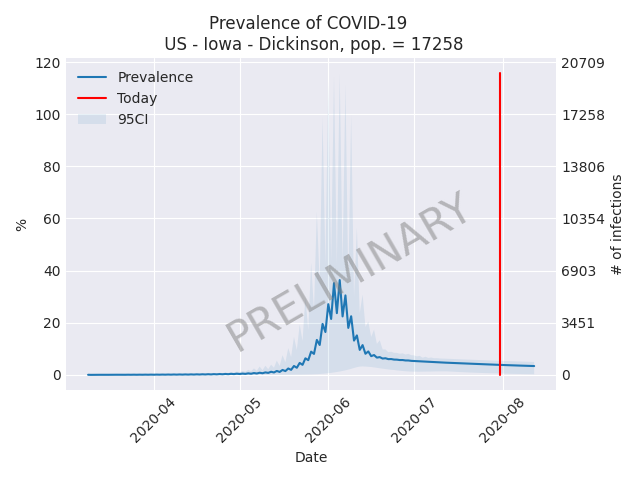 Prevalence of COVID-19
US - Iowa - Dickinson, pop. = 17258
120
100
80
60
40
20
0
%
Prevalence
Today
95CI
PRELIMINARY
20709
17258
13806
10354
6903
3451
0
# of infections
2020-04
2020-05
2020-06
2020-07
2020-08
Date